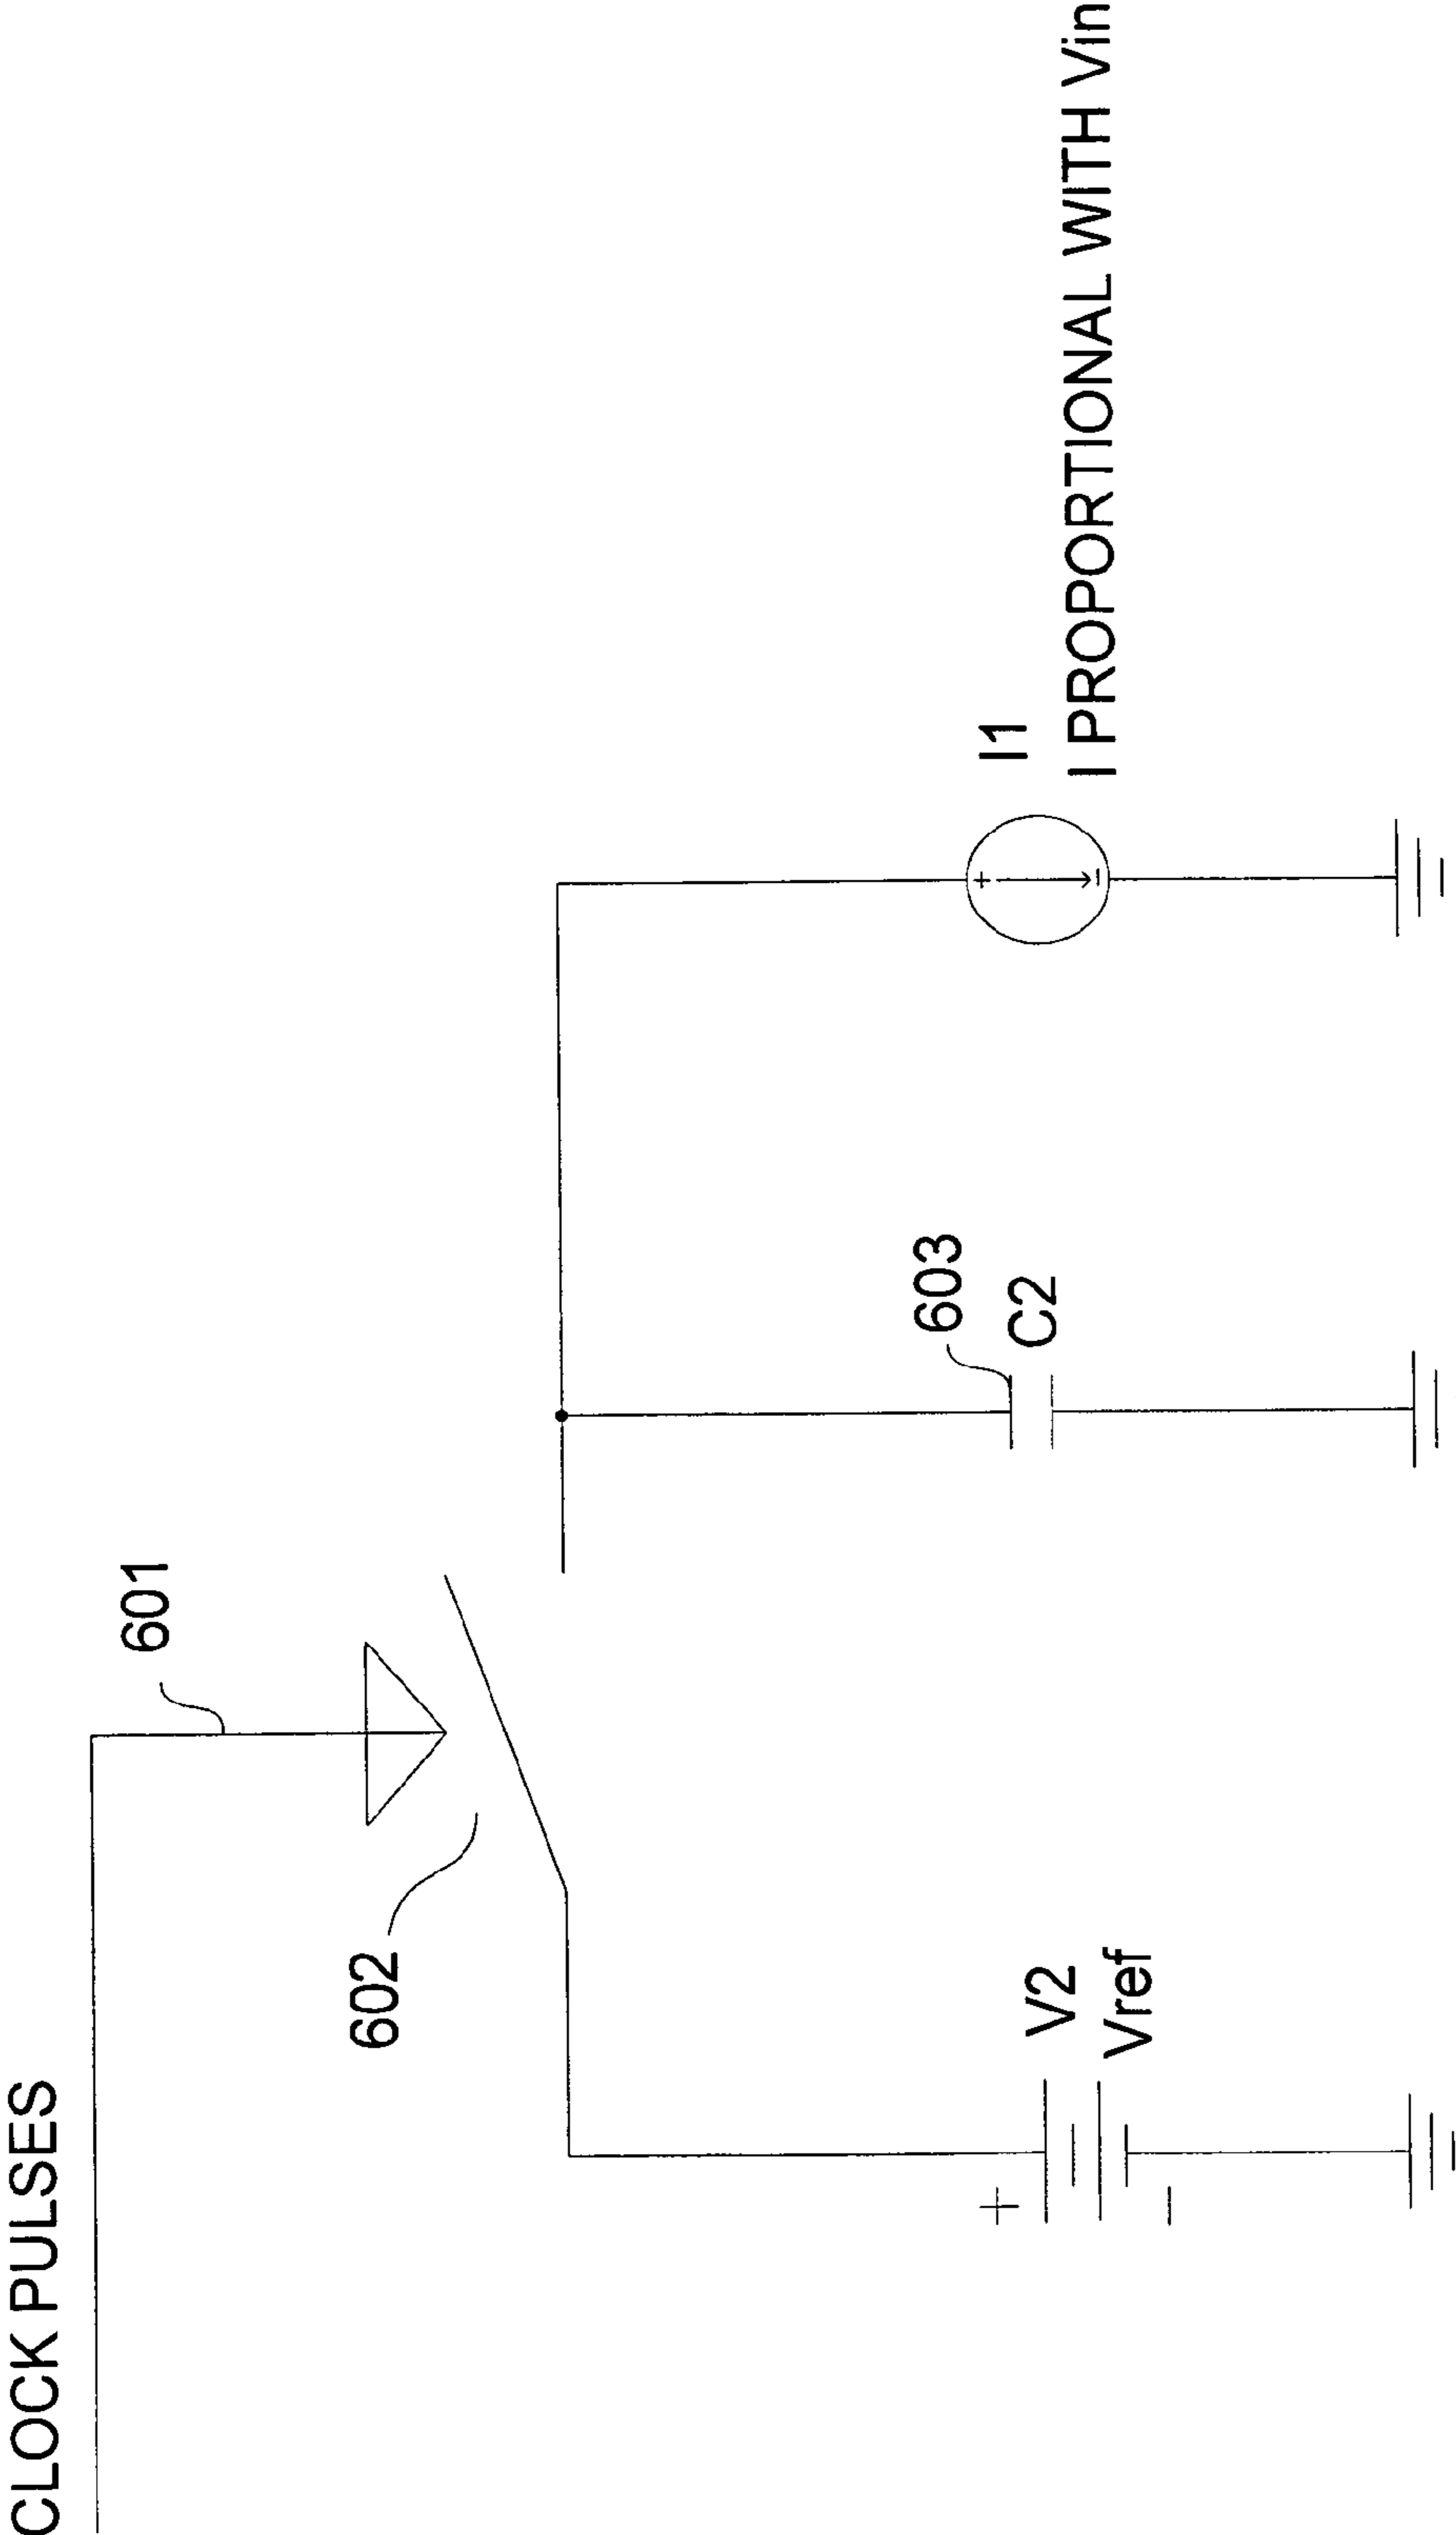 CLOCK PULSES
601
602
603
C2
I1
I PROPORTIONAL WITH Vin
+
V2
Vref
−
+
-